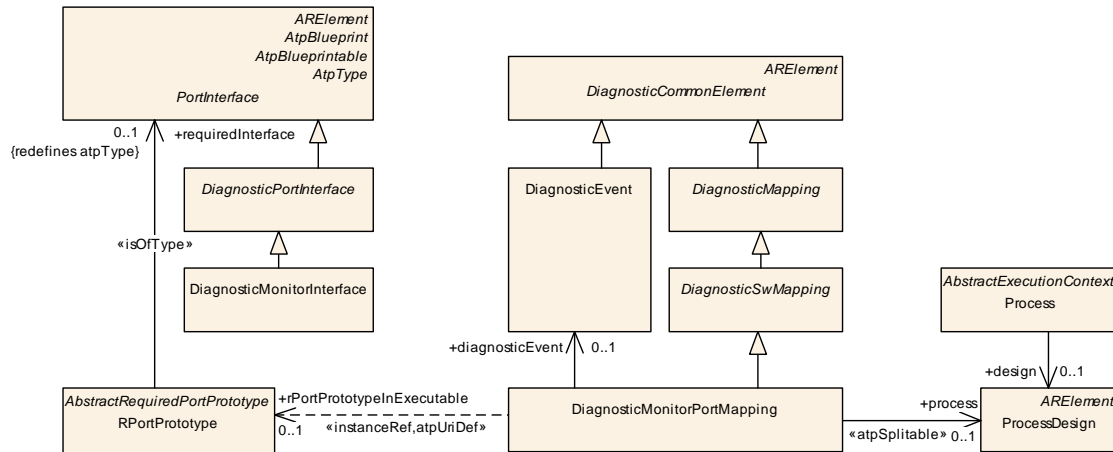 ARElement
AtpBlueprint
AtpBlueprintable
AtpType
PortInterface
ARElement
DiagnosticCommonElement
0..1
+requiredInterface
{redefines atpType}
DiagnosticPortInterface
DiagnosticEvent
DiagnosticMapping
«isOfType»
DiagnosticMonitorInterface
DiagnosticSwMapping
AbstractExecutionContext
Process
+diagnosticEvent
0..1
+design
0..1
AbstractRequiredPortPrototype
RPortPrototype
+rPortPrototypeInExecutable
0..1
«instanceRef,atpUriDef»
DiagnosticMonitorPortMapping
+process
«atpSplitable»
0..1
ARElement
ProcessDesign